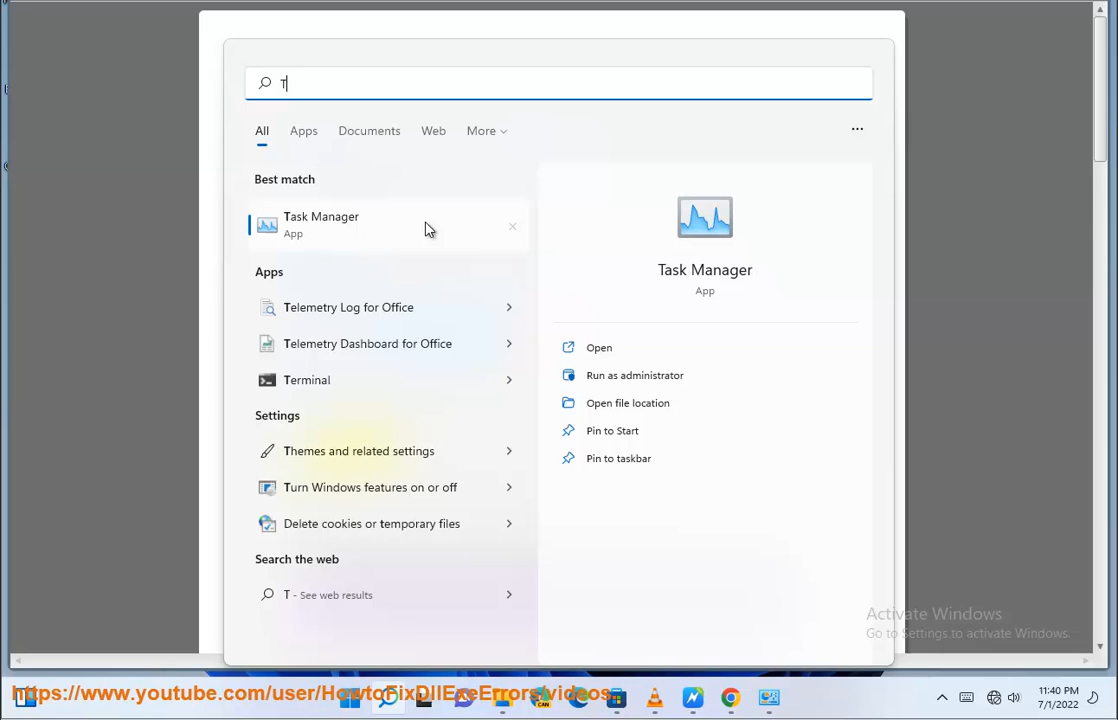 T
All Apps Documents Web More
Best match
Task Manager
App
Apps
Telemetry Log for Office
Telemetry Dashboard for Office
Terminal
Settings
Themes and related settings
Turn Windows features on or off
Delete cookies or temporary files
Search the web
T - See web results
Task Manager
App
Open
Run as administrator
Open file location
Pin to Start
Pin to taskbar
Activate Windows
Go to Settings to activate Windows.
https://www.youtube.com/user/HowtoFixDllExeErrors/videos.
11:40 PM
7/1/2022